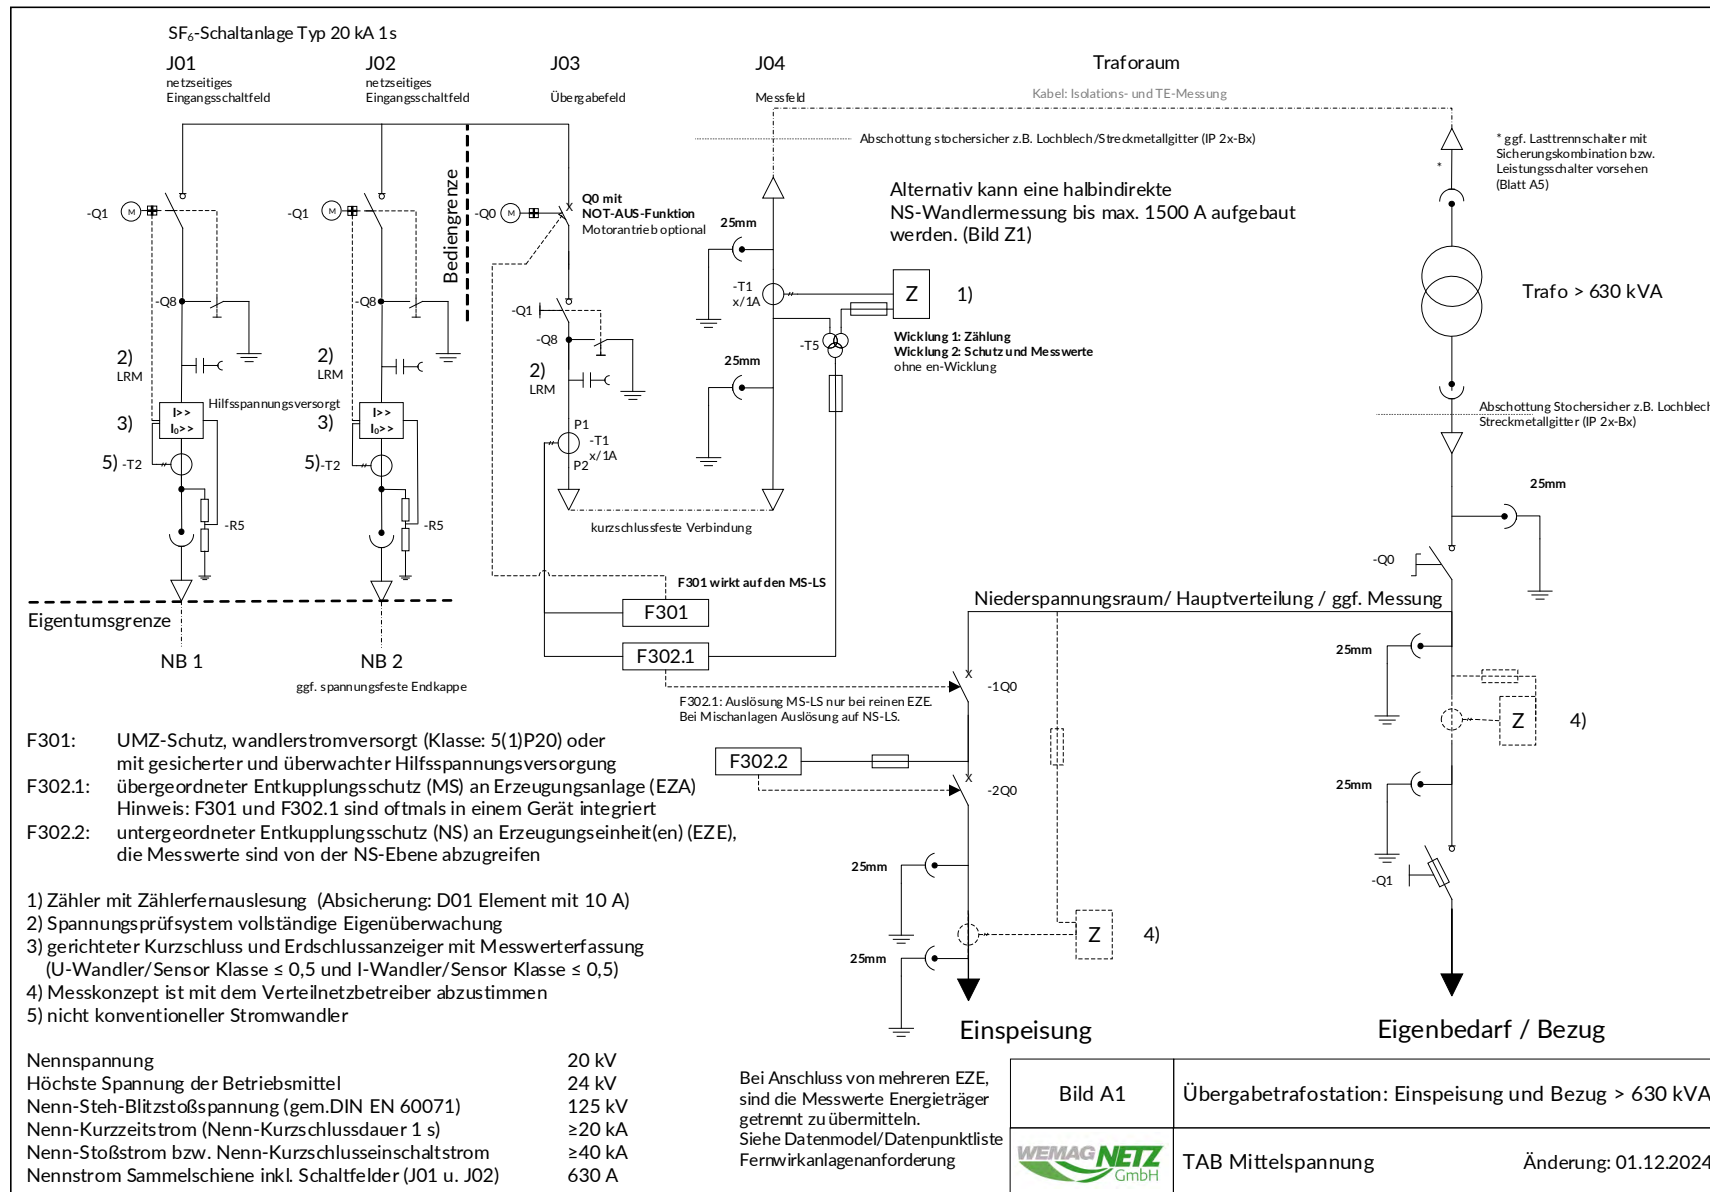 SF₆-Schaltanlage Typ 20 kA 1s
J01
netzseitiges
Eingangsschaltfeld
J02
netzseitiges
Eingangsschaltfeld
J03
Übergabefeld
J04
Messfeld
Traforaum
Kabel: Isolations- und TE-Messung
Abschottung stochersicher z.B. Lochblech/Streckmetallgitter (IP 2x-Bx)
* ggf. Lasttrennschalter mit
Sicherungskombination bzw.
Leistungsschalter vorsehen
(Blatt A5)
*
Bediengrenze
-Q1
M
-Q1
M
-Q0
M
Q0 mit
NOT-AUS-Funktion
Motorantrieb optional
Alternativ kann eine halbindirekte
NS-Wandlermessung bis max. 1500 A aufgebaut
werden. (Bild Z1)
25mm
-Q8
-Q8
-Q1
-Q8
-T1
x/1A
Z
1)
Trafo > 630 kVA
-T5
Wicklung 1: Zählung
Wicklung 2: Schutz und Messwerte
ohne en-Wicklung
2)
LRM
2)
LRM
2)
LRM
25mm
Hilfsspannungsversorgt
3)
I>>
I₀>>
3)
I>>
I₀>>
P1
-T1
x/1A
P2
Abschottung Stochersicher z.B. Lochblech
Streckmetallgitter (IP 2x-Bx)
5) -T2
5)-T2
-R5
-R5
25mm
kurzschlussfeste Verbindung
-Q0
F301 wirkt auf den MS-LS
F301
Eigentumsgrenze
Niederspannungsraum/ Hauptverteilung / ggf. Messung
NB 1
NB 2
F302.1
25mm
ggf. spannungsfeste Endkappe
-1Q0
F302.1: Auslösung MS-LS nur bei reinen EZE.
Bei Mischanlagen Auslösung auf NS-LS.
Z
4)
F302.2
-2Q0
25mm
25mm
-Q1
Z
4)
25mm
F301: UMZ-Schutz, wandlerstromversorgt (Klasse: 5(1)P20) oder
mit gesicherter und überwachter Hilfsspannungsversorgung
F302.1: übergeordneter Entkupplungsschutz (MS) an Erzeugungsanlage (EZA)
Hinweis: F301 und F302.1 sind oftmals in einem Gerät integriert
F302.2: untergeordneter Entkupplungsschutz (NS) an Erzeugungseinheit(en) (EZE),
die Messwerte sind von der NS-Ebene abzugreifen
1) Zähler mit Zählerfernauslesung (Absicherung: D01 Element mit 10 A)
2) Spannungsprüfsystem vollständige Eigenüberwachung
3) gerichteter Kurzschluss und Erdschlussanzeiger mit Messwerterfassung
(U-Wandler/Sensor Klasse ≤ 0,5 und I-Wandler/Sensor Klasse ≤ 0,5)
4) Messkonzept ist mit dem Verteilnetzbetreiber abzustimmen
5) nicht konventioneller Stromwandler
Einspeisung
Eigenbedarf / Bezug
Nennspannung 20 kV
Höchste Spannung der Betriebsmittel 24 kV
Nenn-Steh-Blitzstoßspannung (gem.DIN EN 60071) 125 kV
Nenn-Kurzzeitstrom (Nenn-Kurzschlussdauer 1 s) ≥20 kA
Nenn-Stoßstrom bzw. Nenn-Kurzschlusseinschaltstrom ≥40 kA
Nennstrom Sammelschiene inkl. Schaltfelder (J01 u. J02) 630 A
Bei Anschluss von mehreren EZE,
sind die Messwerte Energieträger
getrennt zu übermitteln.
Siehe Datenmodel/Datenpunktliste
Fernwirkanlagenanforderung
Bild A1
Übergabetrafostation: Einspeisung und Bezug > 630 kVA
WEMAG NETZ
GmbH
TAB Mittelspannung
Änderung: 01.12.2024